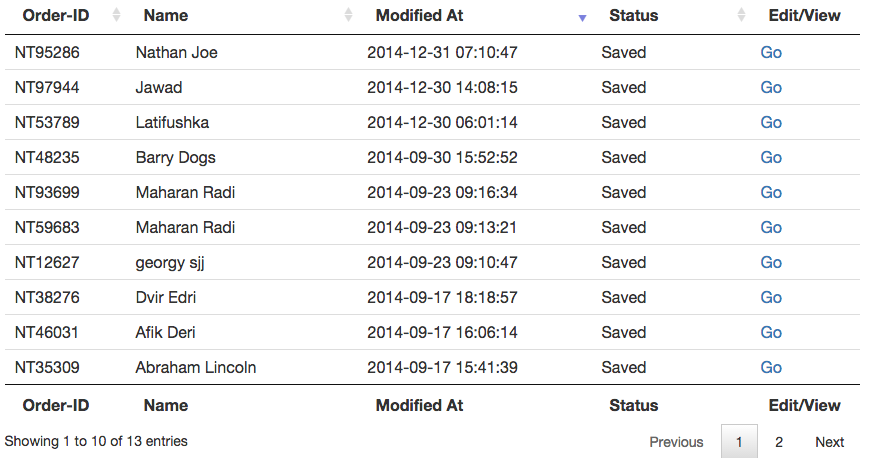 Order-ID Name Modified At Status Edit/View
NT95286 Nathan Joe 2014-12-31 07:10:47 Saved Go
NT97944 Jawad 2014-12-30 14:08:15 Saved Go
NT53789 Latifushka 2014-12-30 06:01:14 Saved Go
NT48235 Barry Dogs 2014-09-30 15:52:52 Saved Go
NT93699 Maharan Radi 2014-09-23 09:16:34 Saved Go
NT59683 Maharan Radi 2014-09-23 09:13:21 Saved Go
NT12627 georgy sjj 2014-09-23 09:10:47 Saved Go
NT38276 Dvir Edri 2014-09-17 18:18:57 Saved Go
NT46031 Afik Deri 2014-09-17 16:06:14 Saved Go
NT35309 Abraham Lincoln 2014-09-17 15:41:39 Saved Go
Order-ID Name Modified At Status Edit/View
Showing 1 to 10 of 13 entries Previous 1 2 Next